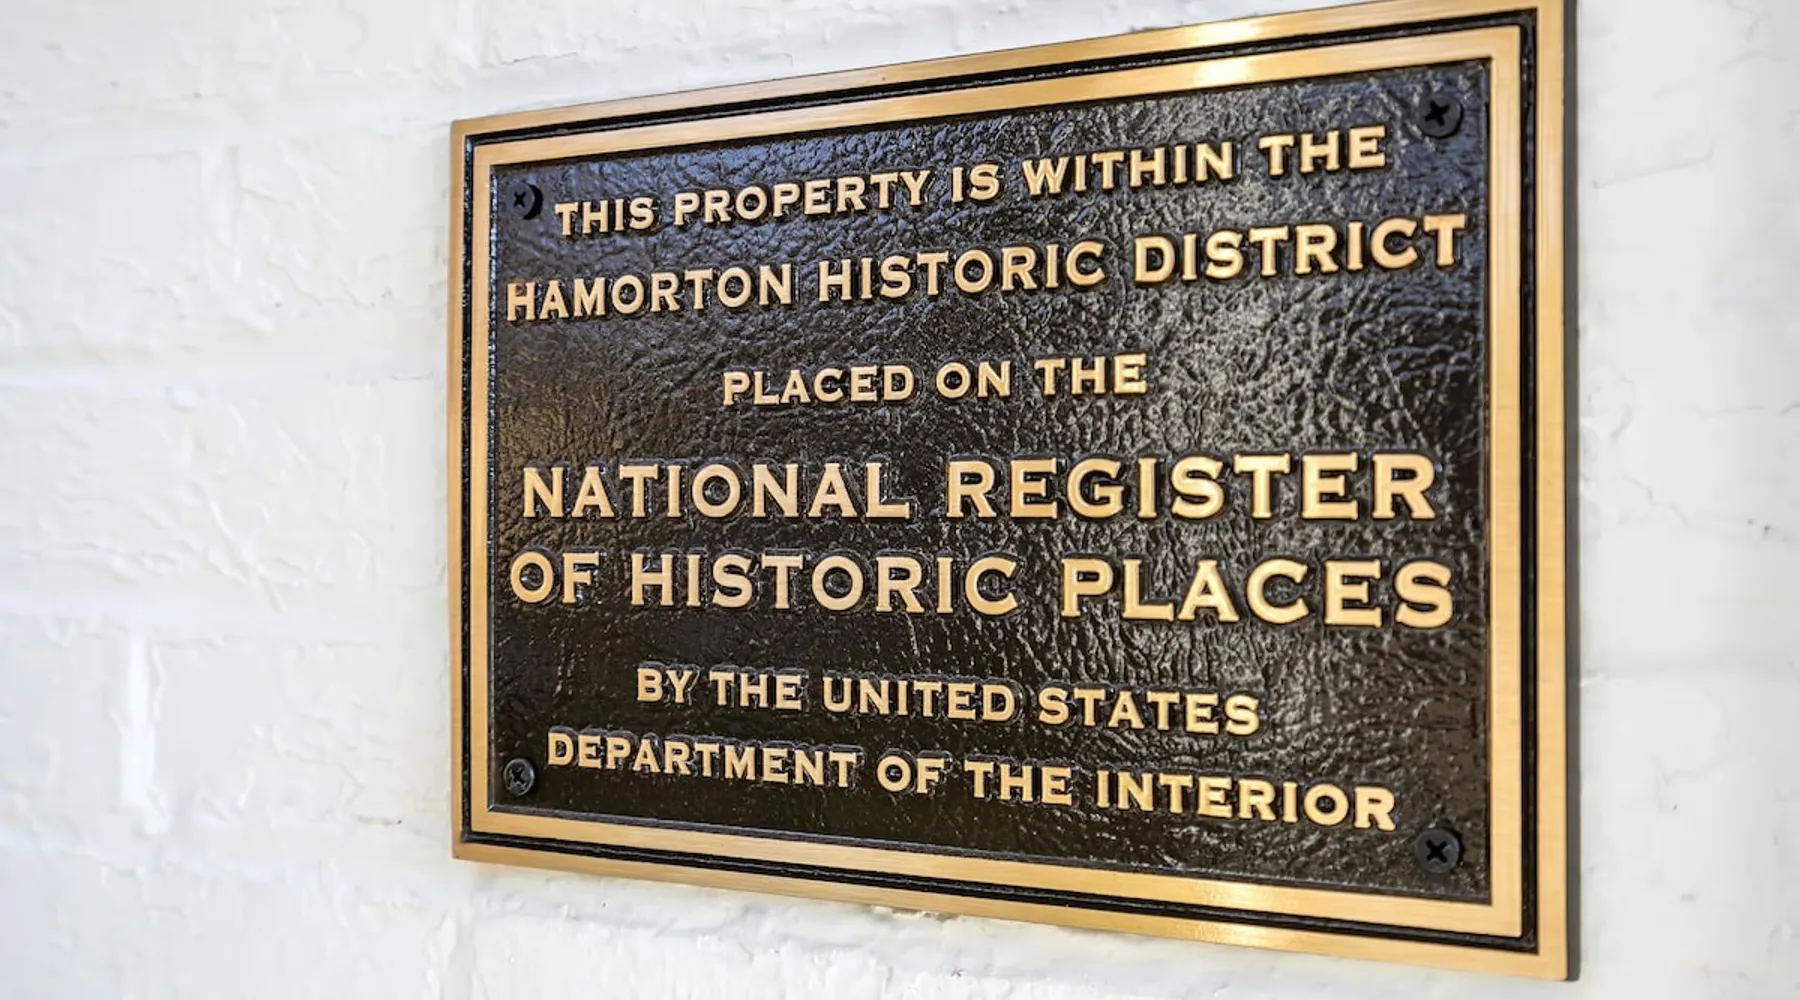 THIS PROPERTY IS WITHIN THE
HAMORTON HISTORIC DISTRICT
PLACED ON THE
NATIONAL REGISTER
OF HISTORIC PLACES
BY THE UNITED STATES
DEPARTMENT OF THE INTERIOR